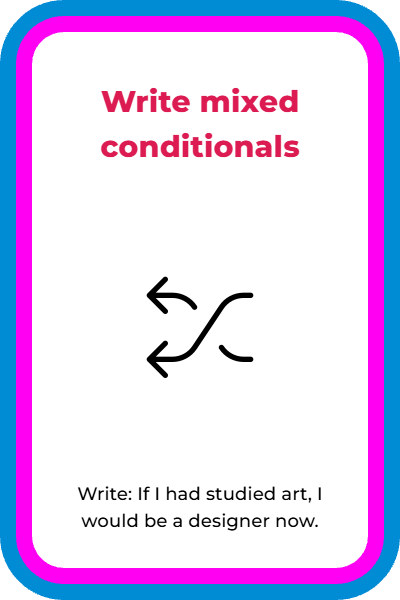 Write mixed
conditionals
Write: If I had studied art, I
would be a designer now.